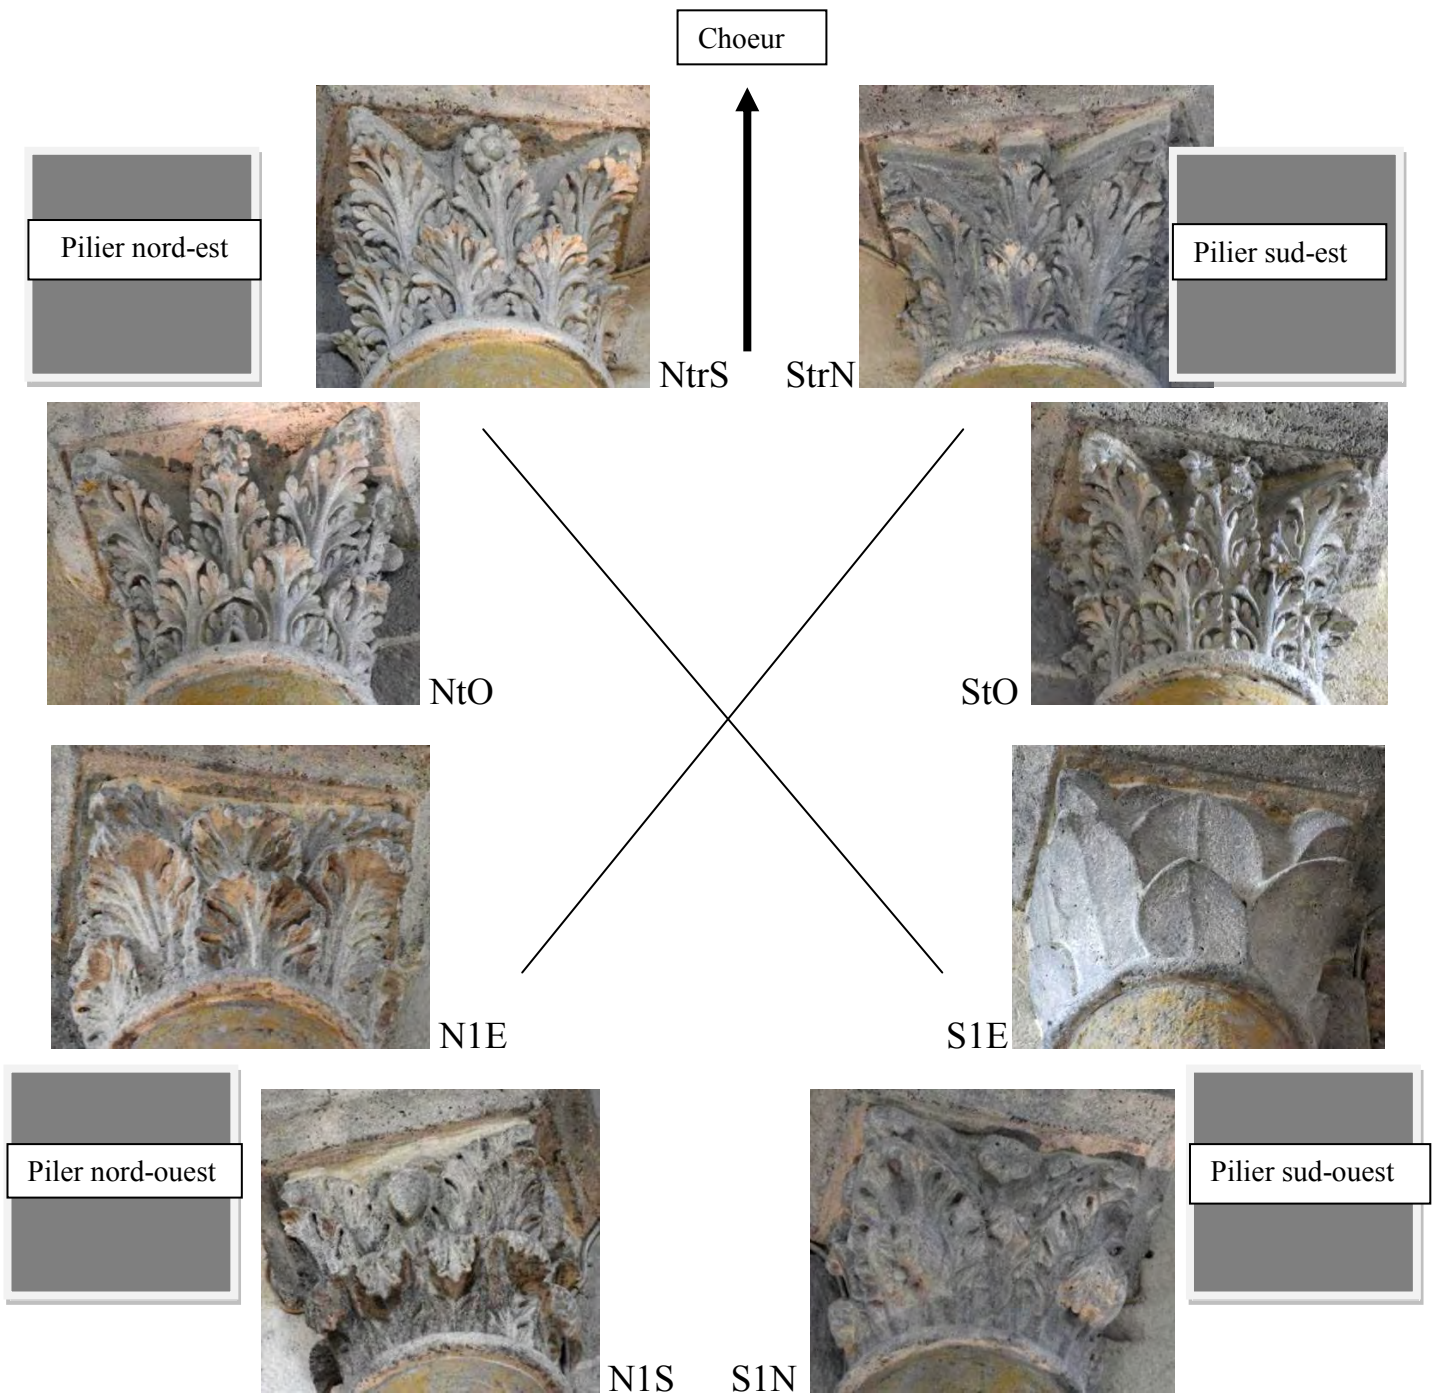 Choeur
Pilier nord-est
Pilier sud-est
NtrS
StrN
NtO
StO
N1E
S1E
Piler nord-ouest
Pilier sud-ouest
N1S
S1N